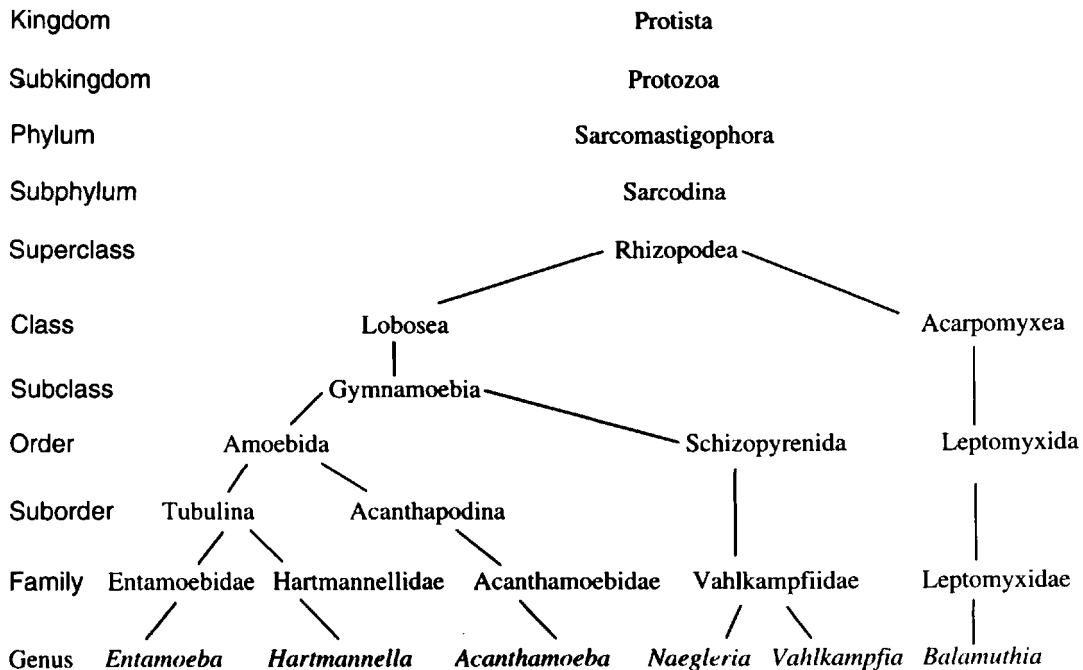 Kingdom Protista
Subkingdom Protozoa
Phylum Sarcomastigophora
Subphylum Sarcodina
Superclass Rhizopodea
Class Lobosea Acarpomyxea
Subclass Gymnamoebia
Order Amoebida Schizopyrenida Leptomyxida
Suborder Tubulina Acanthapodina
Family Entamoebidae Hartmannellidae Acanthamoebidae Vahlkampfiidae Leptomyxidae
Genus Entamoeba Hartmannella Acanthamoeba Naegleria Vahlkampfia Balamuthia